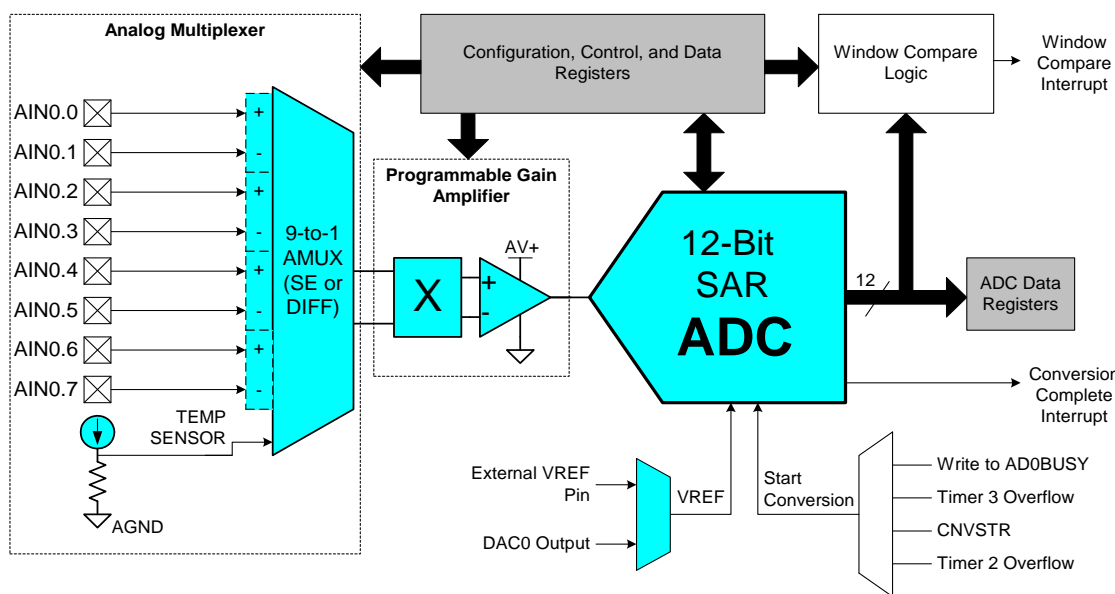 Analog Multiplexer
Configuration, Control, and Data
Registers
Window Compare
Logic
Window
Compare
Interrupt
AIN0.0
+
AIN0.1
-
AIN0.2
+
AIN0.3
-
AIN0.4
+
AIN0.5
-
AIN0.6
+
AIN0.7
-
9-to-1
AMUX
(SE or
DIFF)
TEMP
SENSOR
AGND
Programmable Gain
Amplifier
X
+
-
AV+
12-Bit
SAR
ADC
12
ADC Data
Registers
Conversion
Complete
Interrupt
External VREF
Pin
DAC0 Output
VREF
Start
Conversion
Write to AD0BUSY
Timer 3 Overflow
CNVSTR
Timer 2 Overflow